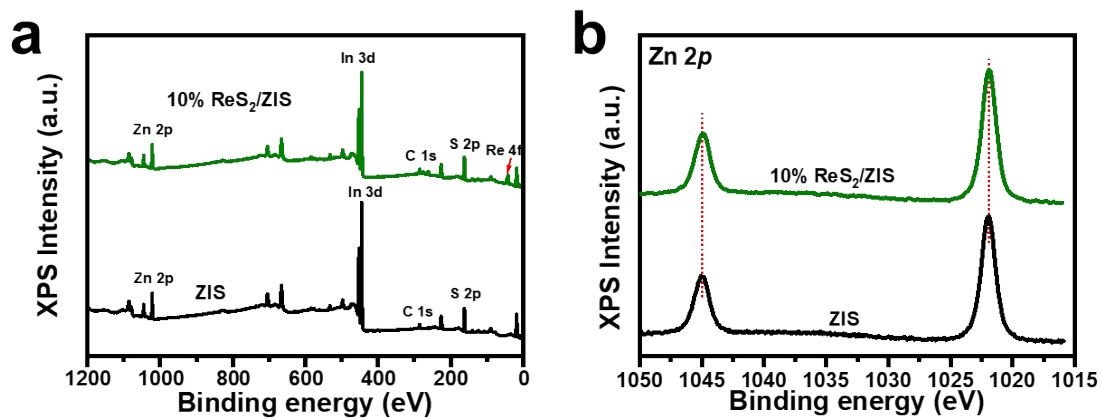 a
XPS Intensity (a.u.)
In 3d
10% ReS₂/ZIS
Zn 2p
C 1s
S 2p
Re 4f
In 3d
Zn 2p
ZIS
C 1s
S 2p
1200 1000 800 600 400 200 0
Binding energy (eV)
b
XPS Intensity (a.u.)
Zn 2p
10% ReS₂/ZIS
ZIS
1050 1045 1040 1035 1030 1025 1020 1015
Binding energy (eV)